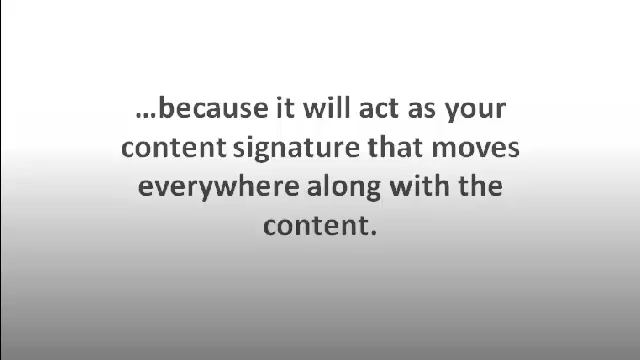 …because it will act as your
content signature that moves
everywhere along with the
content.